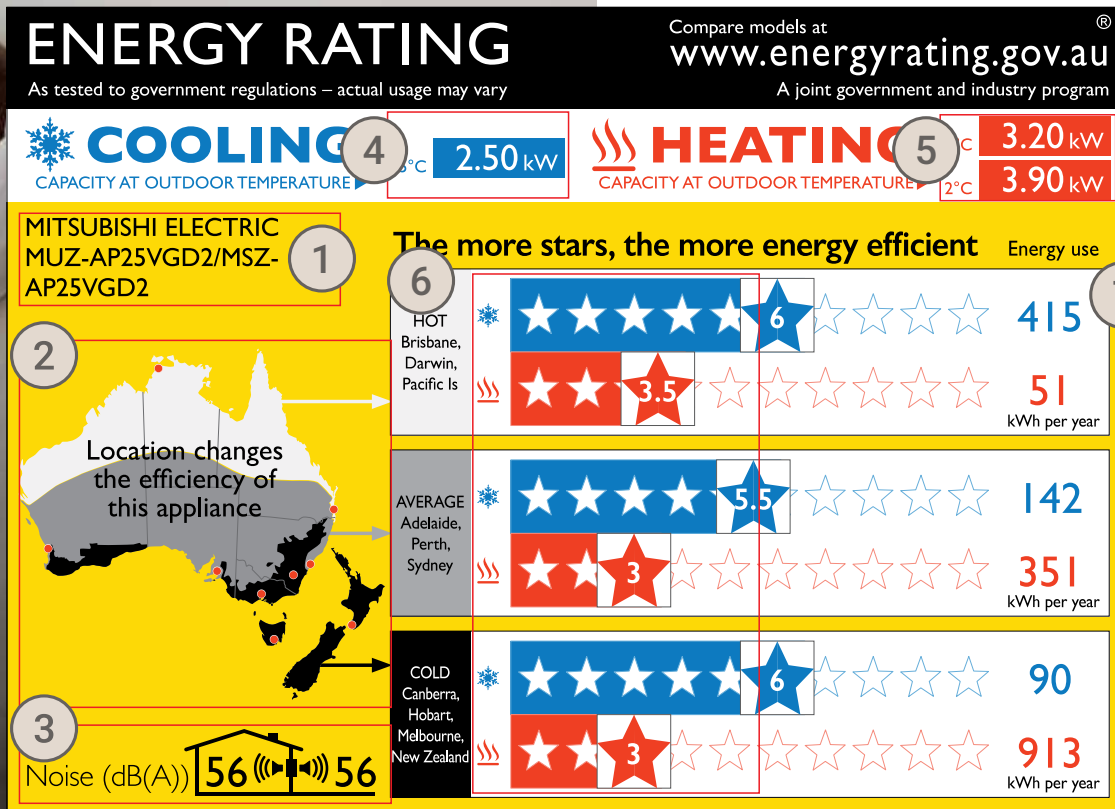 ENERGY RATING
As tested to government regulations – actual usage may vary
Compare models at
®
www.energyrating.gov.au
A joint government and industry program
COOLING
CAPACITY AT OUTDOOR TEMPERATURE
4
°C
2.50 kW
HEATING
CAPACITY AT OUTDOOR TEMPERATURE
5
C
3.20 kW
2°C
3.90 kW
MITSUBISHI ELECTRIC
MUZ-AP25VGD2/MSZ-
AP25VGD2
1
The more stars, the more energy efficient
Energy use
6
HOT
Brisbane,
Darwin,
Pacific Is
6
415
3.5
51
kWh per year
2
Location changes
the efficiency of
this appliance
AVERAGE
Adelaide,
Perth,
Sydney
5.5
142
3
351
kWh per year
COLD
Canberra,
Hobart,
Melbourne,
New Zealand
6
90
3
913
kWh per year
3
Noise (dB(A))
56
56